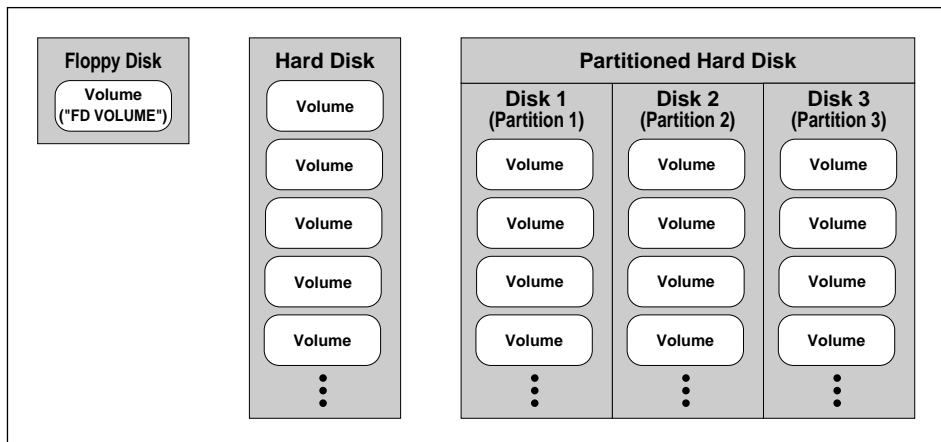 Floppy Disk
Volume
("FD VOLUME")
Hard Disk
Volume
Volume
Volume
Volume
Volume
Partitioned Hard Disk
Disk 1
(Partition 1)
Volume
Volume
Volume
Volume
Disk 2
(Partition 2)
Volume
Volume
Volume
Volume
Disk 3
(Partition 3)
Volume
Volume
Volume
Volume